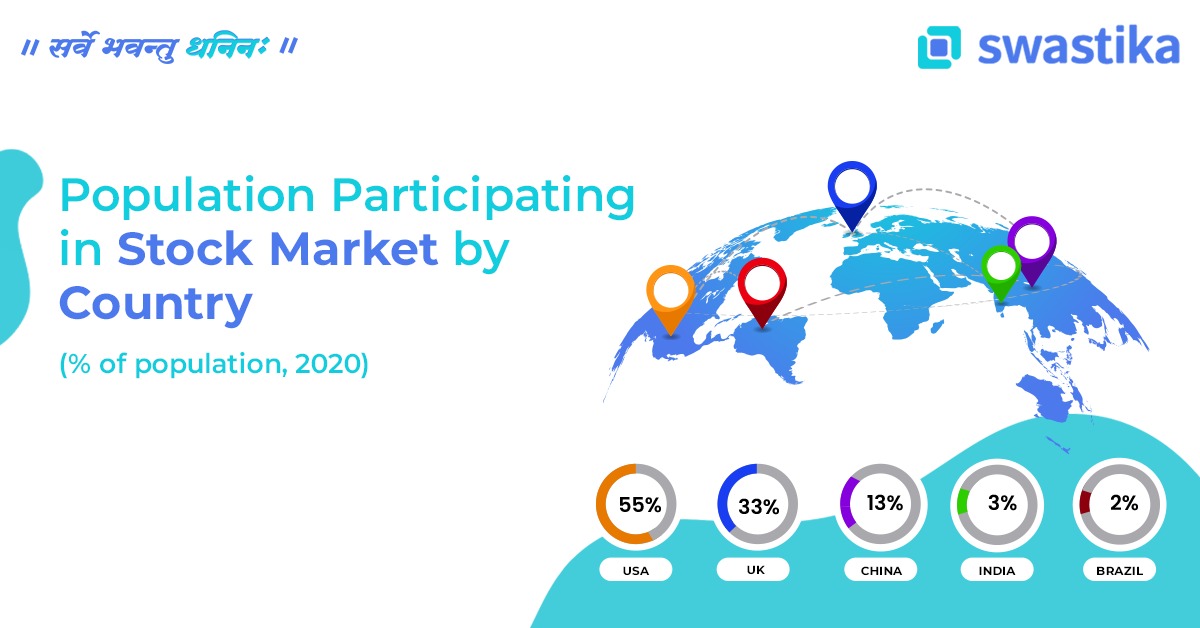 ॥ सर्वे भवन्तु धनिनः ॥
swastika
Population Participating
in Stock Market by
Country
(% of population, 2020)
55%
33%
13%
3%
2%
USA
UK
CHINA
INDIA
BRAZIL